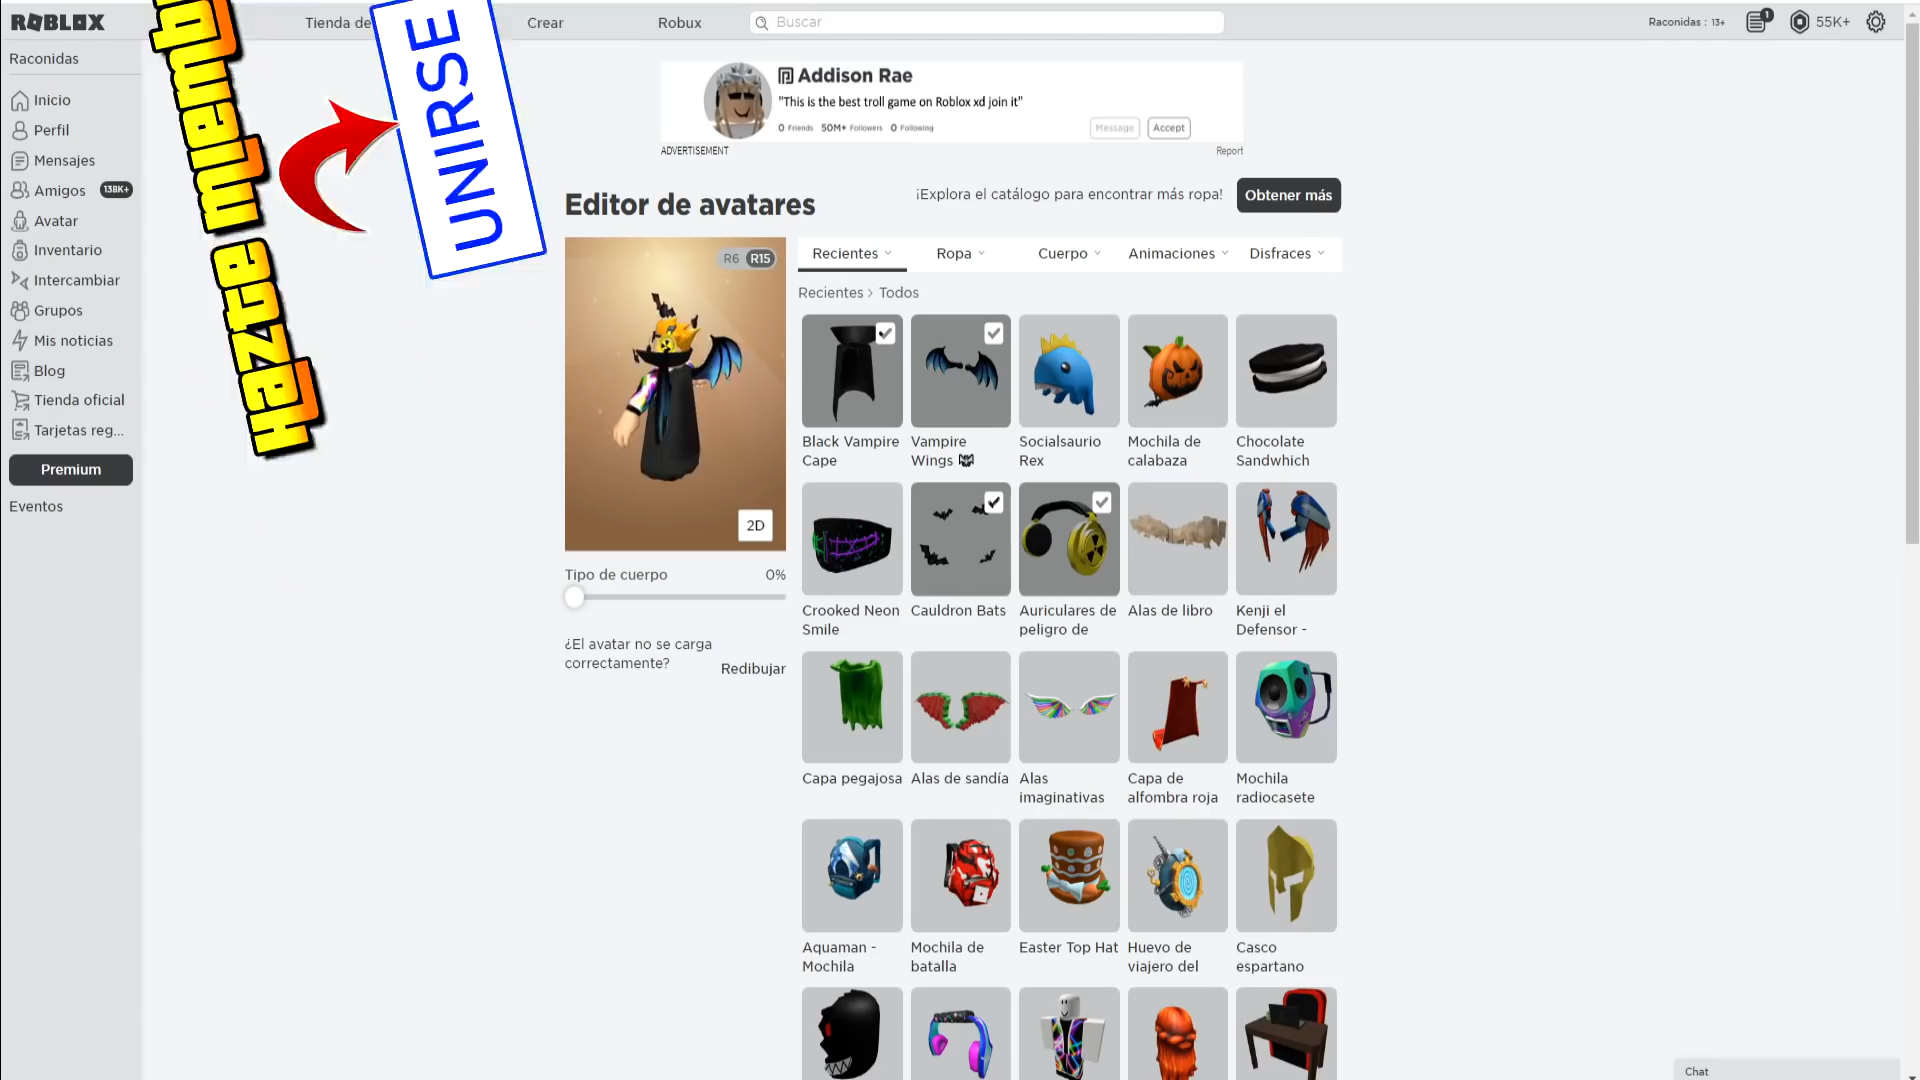 ROBLOX
Tienda de
Crear
Robux
Buscar
Raconidas : 13+
1
55K+
Raconidas
Inicio
Perfil
Mensajes
Amigos
138K+
Avatar
Inventario
Intercambiar
Grupos
Mis noticias
Blog
Tienda oficial
Tarjetas reg...
Premium
Eventos
Hazte
UNIRSE
Addison Rae
"This is the best troll game on Roblox xd join it"
0 Friends 50M+ Followers 0 Following
Message
Accept
ADVERTISEMENT
Report
Editor de avatares
¡Explora el catálogo para encontrar más ropa!
Obtener más
R6 R15
2D
Tipo de cuerpo
0%
¿El avatar no se carga
correctamente?
Redibujar
Recientes
Ropa
Cuerpo
Animaciones
Disfraces
Recientes > Todos
Black Vampire
Cape
Vampire
Wings
Socialsaurio
Rex
Mochila de
calabaza
Chocolate
Sandwhich
Crooked Neon
Smile
Cauldron Bats
Auriculares de
peligro de
Alas de libro
Kenji el
Defensor -
Capa pegajosa
Alas de sandía
Alas
imaginativas
Capa de
alfombra roja
Mochila
radiocasete
Aquaman -
Mochila
Mochila de
batalla
Easter Top Hat
Huevo de
viajero del
Casco
espartano
Chat